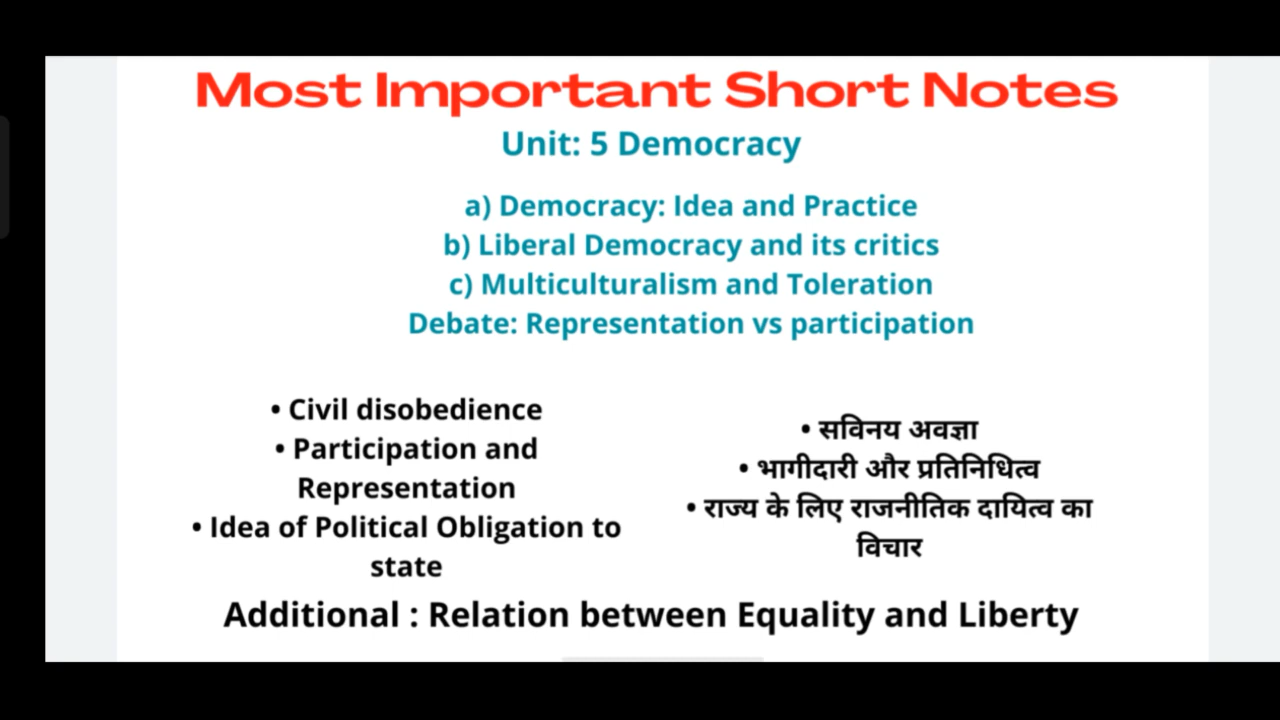 Most Important Short Notes
Unit: 5 Democracy
a) Democracy: Idea and Practice
b) Liberal Democracy and its critics
c) Multiculturalism and Toleration
Debate: Representation vs participation
• Civil disobedience
• Participation and
Representation
• Idea of Political Obligation to
state
• सविनय अवज्ञा
• भागीदारी और प्रतिनिधित्व
• राज्य के लिए राजनीतिक दायित्व का
विचार
Additional : Relation between Equality and Liberty